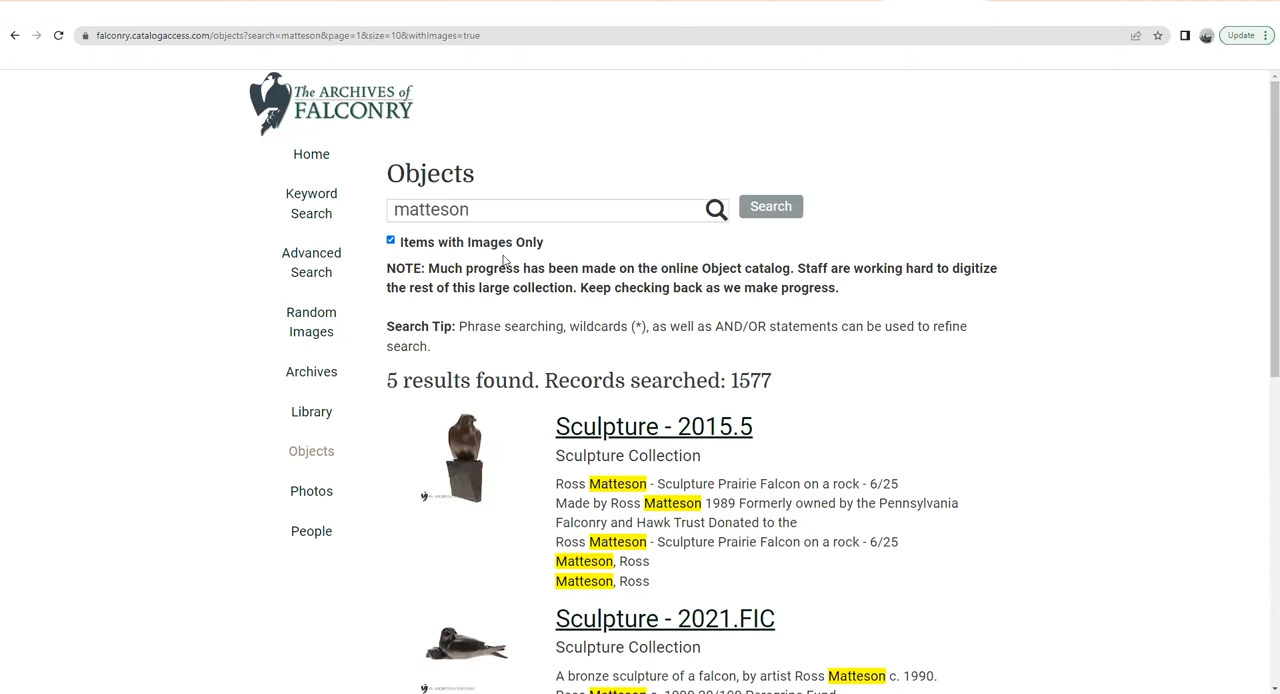 falconry.catalogaccess.com/objects?search=matteson&page=1&size=10&withImages=true
Update
The ARCHIVES of
FALCONRY
Home
Keyword
Search
Advanced
Search
Random
Images
Archives
Library
Objects
Photos
People
Objects
matteson
Search
Items with Images Only
NOTE: Much progress has been made on the online Object catalog. Staff are working hard to digitize
the rest of this large collection. Keep checking back as we make progress.
Search Tip: Phrase searching, wildcards (*), as well as AND/OR statements can be used to refine
search.
5 results found. Records searched: 1577
Sculpture - 2015.5
Sculpture Collection
Ross Matteson - Sculpture Prairie Falcon on a rock - 6/25
Made by Ross Matteson 1989 Formerly owned by the Pennsylvania
Falconry and Hawk Trust Donated to the
Ross Matteson - Sculpture Prairie Falcon on a rock - 6/25
Matteson, Ross
Matteson, Ross
Sculpture - 2021.FIC
Sculpture Collection
A bronze sculpture of a falcon, by artist Ross Matteson c. 1990.